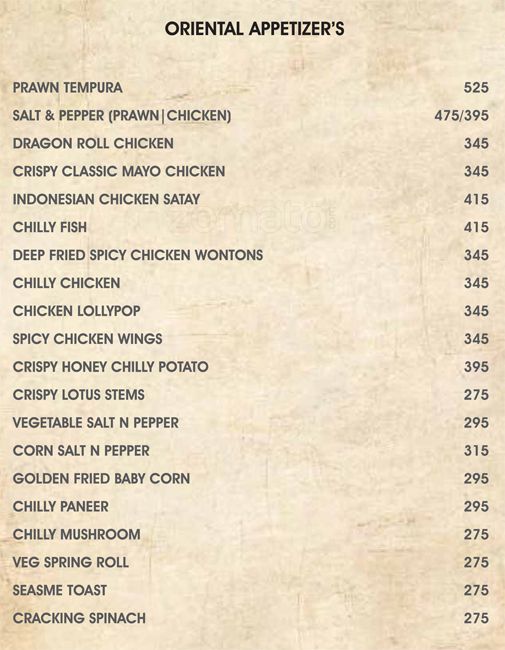 ORIENTAL APPETIZER'S
PRAWN TEMPURA 525
SALT & PEPPER (PRAWN|CHICKEN) 475/395
DRAGON ROLL CHICKEN 345
CRISPY CLASSIC MAYO CHICKEN 345
INDONESIAN CHICKEN SATAY 415
zomato
CHILLY FISH 415
DEEP FRIED SPICY CHICKEN WONTONS 345
CHILLY CHICKEN 345
CHICKEN LOLLYPOP 345
SPICY CHICKEN WINGS 345
CRISPY HONEY CHILLY POTATO 395
CRISPY LOTUS STEMS 275
VEGETABLE SALT N PEPPER 295
CORN SALT N PEPPER 315
GOLDEN FRIED BABY CORN 295
CHILLY PANEER 295
CHILLY MUSHROOM 275
VEG SPRING ROLL 275
SEASME TOAST 275
CRACKING SPINACH 275